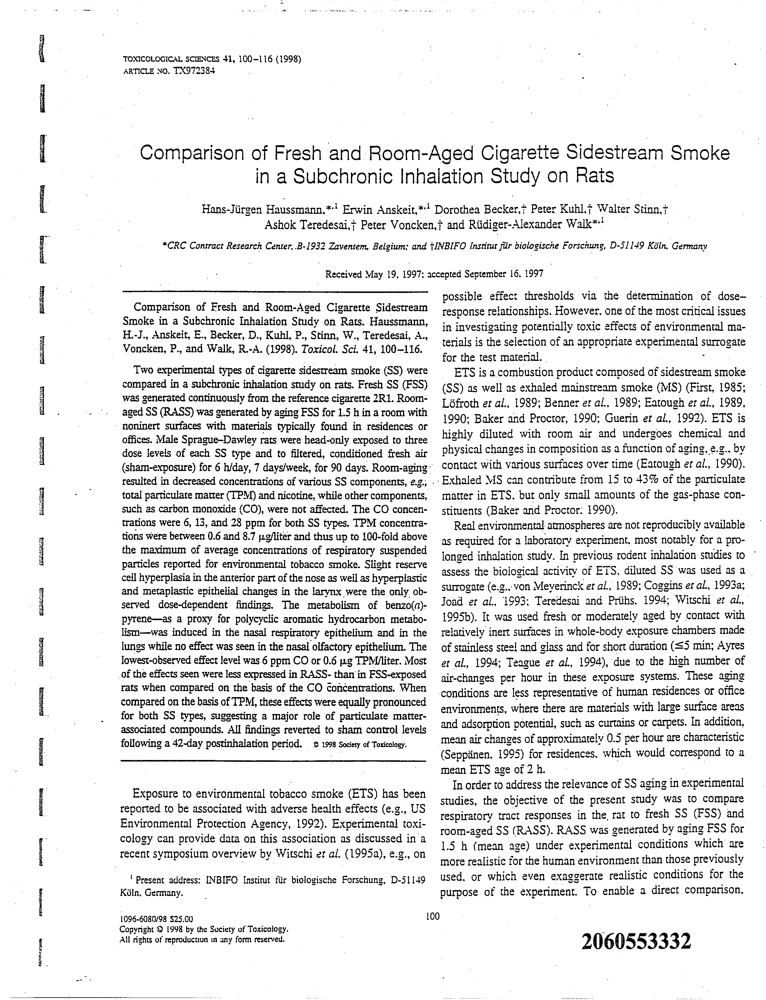 TOXICOLOGICAL SCIENCES 41, 100–116 (1998)
ARTICLE NO. TX972384
Comparison of Fresh and Room-Aged Cigarette Sidestream Smoke
in a Subchronic Inhalation Study on Rats
Hans-Jürgen Haussmann,*,1 Erwin Anskeit,*,1 Dorothea Becker,† Peter Kuhl,† Walter Stinn,†
Ashok Teredesai,† Peter Voncken,† and Rüdiger-Alexander Walk*,1
*CRC Contract Research Center, B-1932 Zaventem, Belgium; and †INBIFO Institut für biologische Forschung, D-51149 Köln, Germany
Received May 19, 1997; accepted September 16, 1997
Comparison of Fresh and Room-Aged Cigarette Sidestream
Smoke in a Subchronic Inhalation Study on Rats. Haussmann,
H.-J., Anskeit, E., Becker, D., Kuhl, P., Stinn, W., Teredesai, A.,
Voncken, P., and Walk, R.-A. (1998). Toxicol. Sci. 41, 100–116.
Two experimental types of cigarette sidestream smoke (SS) were
compared in a subchronic inhalation study on rats. Fresh SS (FSS)
was generated continuously from the reference cigarette 2R1. Room-
aged SS (RASS) was generated by aging FSS for 1.5 h in a room with
noninert surfaces with materials typically found in residences or
offices. Male Sprague–Dawley rats were head-only exposed to three
dose levels of each SS type and to filtered, conditioned fresh air
(sham-exposure) for 6 h/day, 7 days/week, for 90 days. Room-aging
resulted in decreased concentrations of various SS components, e.g.,
total particulate matter (TPM) and nicotine, while other components,
such as carbon monoxide (CO), were not affected. The CO concen-
trations were 6, 13, and 28 ppm for both SS types. TPM concentra-
tions were between 0.6 and 8.7 μg/liter and thus up to 100-fold above
the maximum of average concentrations of respiratory suspended
particles reported for environmental tobacco smoke. Slight reserve
cell hyperplasia in the anterior part of the nose as well as hyperplastic
and metaplastic epithelial changes in the larynx were the only ob-
served dose-dependent findings. The metabolism of benzo(a)-
pyrene—as a proxy for polycyclic aromatic hydrocarbon metabo-
lism—was induced in the nasal respiratory epithelium and in the
lungs while no effect was seen in the nasal olfactory epithelium. The
lowest-observed effect level was 6 ppm CO or 0.6 μg TPM/liter. Most
of the effects seen were less expressed in RASS- than in FSS-exposed
rats when compared on the basis of the CO concentrations. When
compared on the basis of TPM, these effects were equally pronounced
for both SS types, suggesting a major role of particulate matter-
associated compounds. All findings reverted to sham control levels
following a 42-day postinhalation period. © 1998 Society of Toxicology.
Exposure to environmental tobacco smoke (ETS) has been
reported to be associated with adverse health effects (e.g., US
Environmental Protection Agency, 1992). Experimental toxi-
cology can provide data on this association as discussed in a
recent symposium overview by Witschi et al. (1995a), e.g., on
1 Present address: INBIFO Institut für biologische Forschung, D-51149
Köln, Germany.
1096-6080/98 $25.00
Copyright © 1998 by the Society of Toxicology.
All rights of reproduction in any form reserved.
possible effect thresholds via the determination of dose–
response relationships. However, one of the most critical issues
in investigating potentially toxic effects of environmental ma-
terials is the selection of an appropriate experimental surrogate
for the test material.
ETS is a combustion product composed of sidestream smoke
(SS) as well as exhaled mainstream smoke (MS) (First, 1985;
Löfroth et al., 1989; Benner et al., 1989; Eatough et al., 1989,
1990; Baker and Proctor, 1990; Guerin et al., 1992). ETS is
highly diluted with room air and undergoes chemical and
physical changes in composition as a function of aging, e.g., by
contact with various surfaces over time (Eatough et al., 1990).
Exhaled MS can contribute from 15 to 43% of the particulate
matter in ETS, but only small amounts of the gas-phase con-
stituents (Baker and Proctor, 1990).
Real environmental atmospheres are not reproducibly available
as required for a laboratory experiment, most notably for a pro-
longed inhalation study. In previous rodent inhalation studies to
assess the biological activity of ETS, diluted SS was used as a
surrogate (e.g., von Meyerinck et al., 1989; Coggins et al., 1993a;
Joad et al., 1993; Teredesai and Prühs, 1994; Witschi et al.,
1995b). It was used fresh or moderately aged by contact with
relatively inert surfaces in whole-body exposure chambers made
of stainless steel and glass and for short duration (≤5 min; Ayres
et al., 1994; Teague et al., 1994), due to the high number of
air-changes per hour in these exposure systems. These aging
conditions are less representative of human residences or office
environments, where there are materials with large surface areas
and adsorption potential, such as curtains or carpets. In addition,
mean air changes of approximately 0.5 per hour are characteristic
(Seppänen, 1995) for residences, which would correspond to a
mean ETS age of 2 h.
In order to address the relevance of SS aging in experimental
studies, the objective of the present study was to compare
respiratory tract responses in the rat to fresh SS (FSS) and
room-aged SS (RASS). RASS was generated by aging FSS for
1.5 h (mean age) under experimental conditions which are
more realistic for the human environment than those previously
used, or which even exaggerate realistic conditions for the
purpose of the experiment. To enable a direct comparison,
100
2060553332